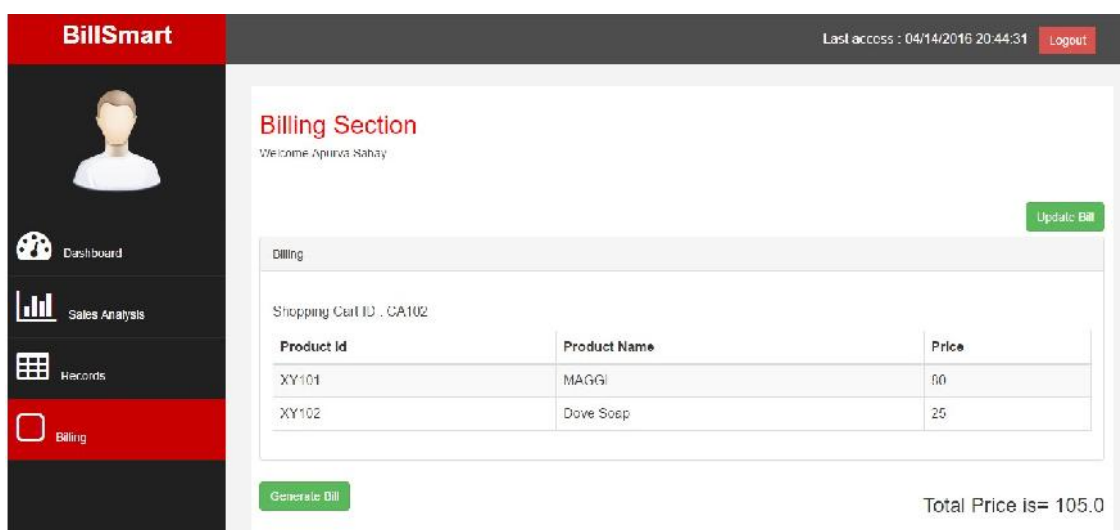 BillSmart
Last access : 04/14/2016 20:44:31 Logout
Billing Section
Welcome Apurva Sahay
Update Bill
Dashboard
Billing
Sales Analysis
Shopping Cart ID : CA102
Product Id Product Name Price
Records
XY101 MAGGI 80
XY102 Dove Soap 25
Billing
Generate Bill
Total Price is= 105.0